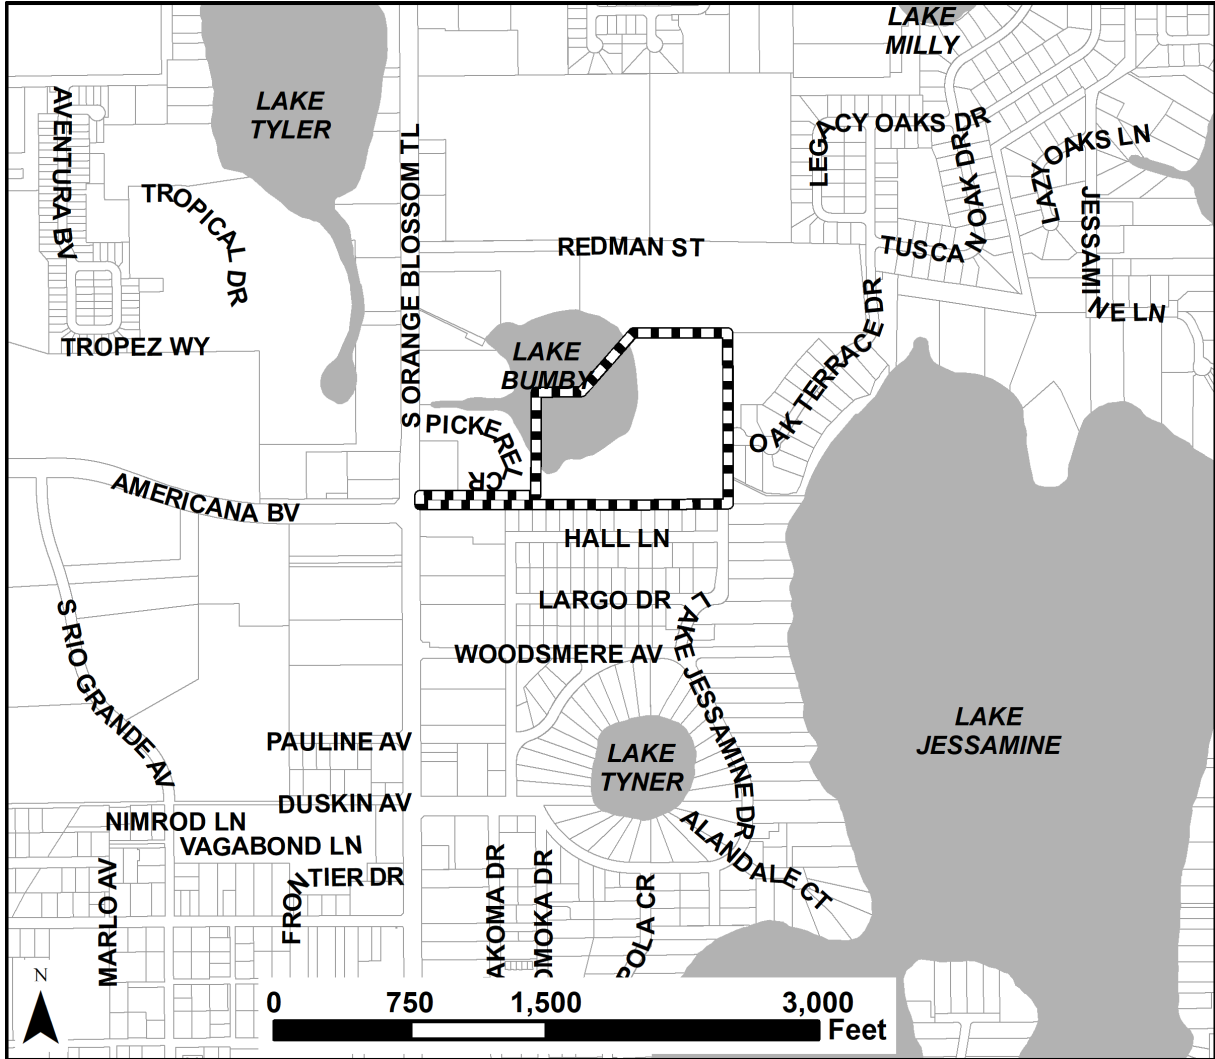 LAKE
MILLY
LAKE
TYLER
AVENTURA BV
LEGACY OAKS DR
N OAK DR
LAZY OAKS LN
TROPICAL DR
S ORANGE BLOSSOM TL
JESSAMINE LN
REDMAN ST
TUSCA
TROPEZ WY
LAKE
BUMBY
OAK TERRACE DR
PICKEREL CR
AMERICANA BV
HALL LN
LARGO DR
S RIO GRANDE AV
WOODSMERE AV
LAKE JESSAMINE DR
LAKE
JESSAMINE
PAULINE AV
LAKE
TYNER
DUSKIN AV
NIMROD LN
VAGABOND LN
ALANDALE CT
FRONTIER DR
MARLO AV
AKOMA DR
OMOKA DR
POLA CR
N
0 750 1,500 3,000
Feet